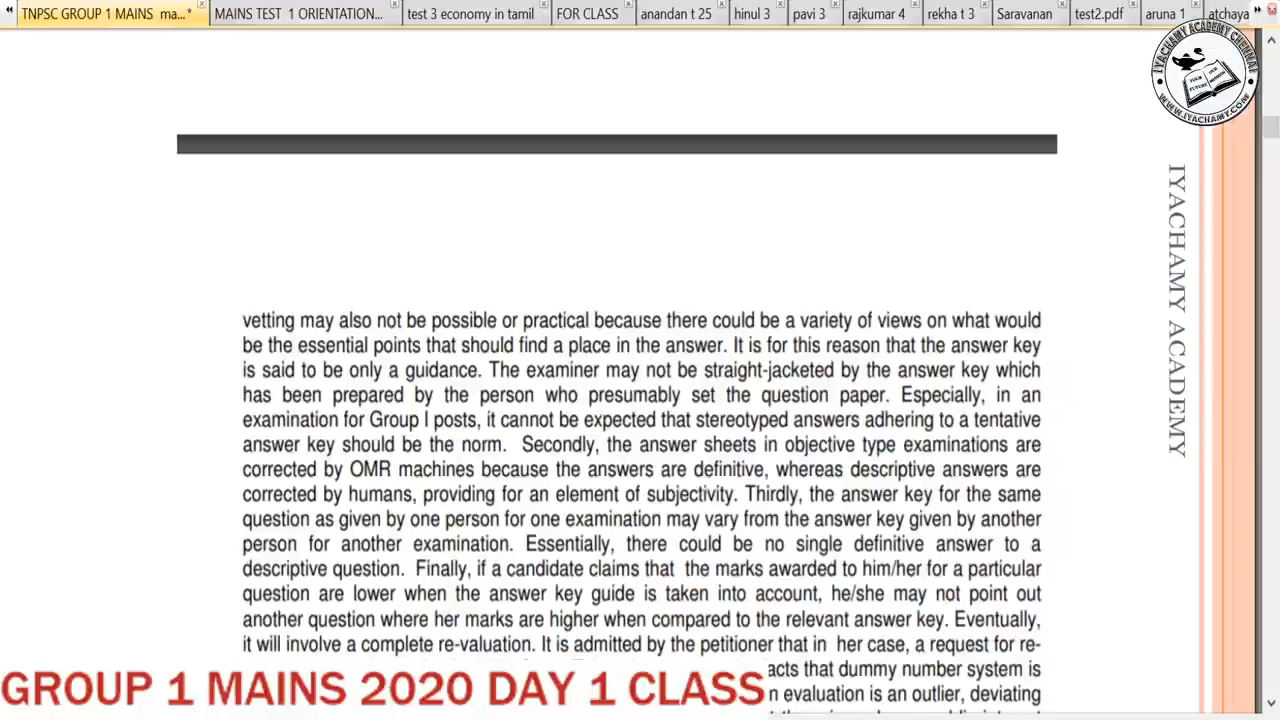 TNPSC GROUP 1 MAINS ma...*
MAINS TEST 1 ORIENTATION...
test 3 economy in tamil
FOR CLASS
anandan t 25
hinul 3
pavi 3
rajkumar 4
rekha t 3
Saravanan
test2.pdf
aruna 1
atchaya
IYACHAMY ACADEMY CHENNAI
YOUR FUTURE
OUR MISSION
WWW.IYACHAMY.COM
IYACHAMY ACADEMY
vetting may also not be possible or practical because there could be a variety of views on what would
be the essential points that should find a place in the answer. It is for this reason that the answer key
is said to be only a guidance. The examiner may not be straight-jacketed by the answer key which
has been prepared by the person who presumably set the question paper. Especially, in an
examination for Group I posts, it cannot be expected that stereotyped answers adhering to a tentative
answer key should be the norm. Secondly, the answer sheets in objective type examinations are
corrected by OMR machines because the answers are definitive, whereas descriptive answers are
corrected by humans, providing for an element of subjectivity. Thirdly, the answer key for the same
question as given by one person for one examination may vary from the answer key given by another
person for another examination. Essentially, there could be no single definitive answer to a
descriptive question. Finally, if a candidate claims that the marks awarded to him/her for a particular
question are lower when the answer key guide is taken into account, he/she may not point out
another question where her marks are higher when compared to the relevant answer key. Eventually,
it will involve a complete re-valuation. It is admitted by the petitioner that in her case, a request for re-
acts that dummy number system is
n evaluation is an outlier, deviating
GROUP 1 MAINS 2020 DAY 1 CLASS